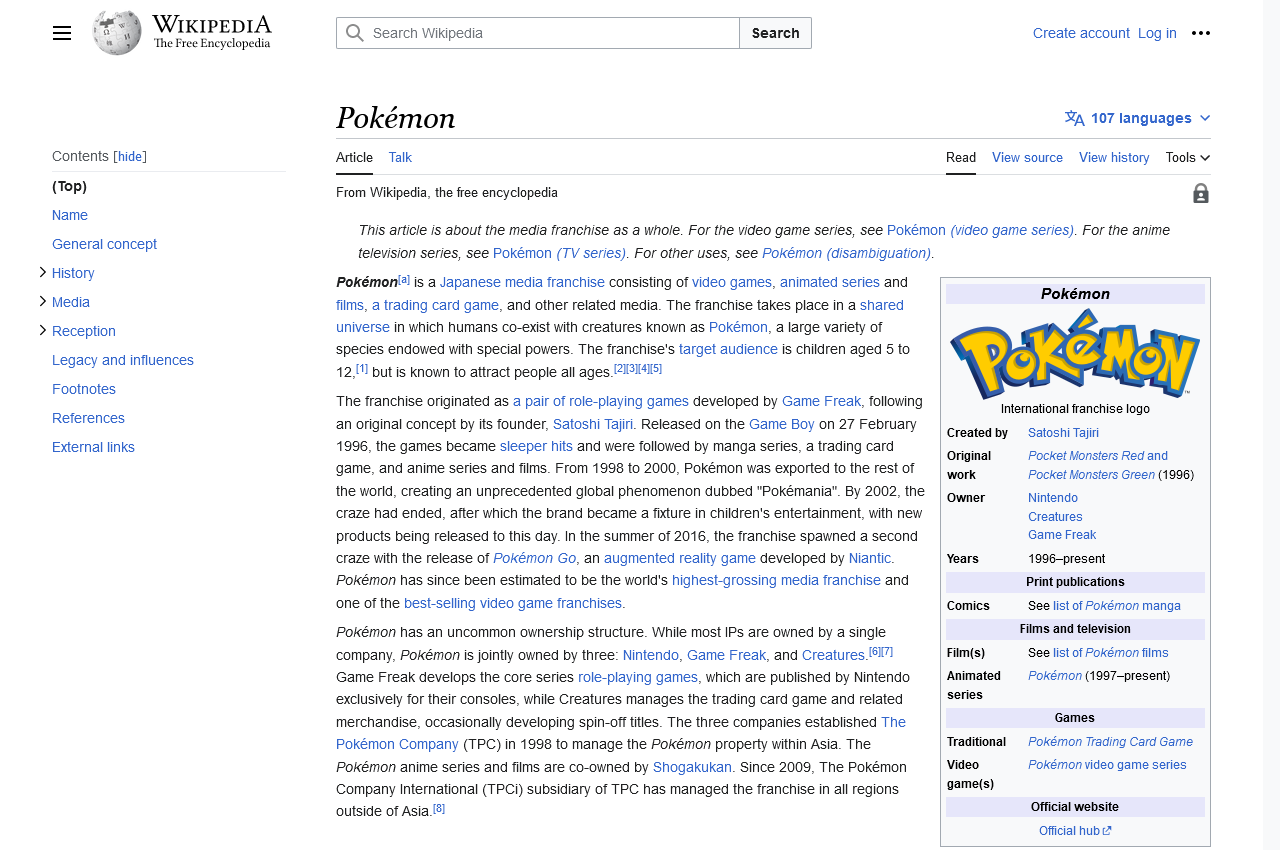 WIKIPEDIA
The Free Encyclopedia
Search Wikipedia
Search
Create account Log in
Pokémon
107 languages
Contents [hide]
(Top)
Name
General concept
History
Media
Reception
Legacy and influences
Footnotes
References
External links
Article Talk
Read View source View history Tools
From Wikipedia, the free encyclopedia
This article is about the media franchise as a whole. For the video game series, see Pokémon (video game series). For the anime
television series, see Pokémon (TV series). For other uses, see Pokémon (disambiguation).
Pokémon[a] is a Japanese media franchise consisting of video games, animated series and
films, a trading card game, and other related media. The franchise takes place in a shared
universe in which humans co-exist with creatures known as Pokémon, a large variety of
species endowed with special powers. The franchise's target audience is children aged 5 to
12,[1] but is known to attract people all ages.[2][3][4][5]
The franchise originated as a pair of role-playing games developed by Game Freak, following
an original concept by its founder, Satoshi Tajiri. Released on the Game Boy on 27 February
1996, the games became sleeper hits and were followed by manga series, a trading card
game, and anime series and films. From 1998 to 2000, Pokémon was exported to the rest of
the world, creating an unprecedented global phenomenon dubbed "Pokémania". By 2002, the
craze had ended, after which the brand became a fixture in children's entertainment, with new
products being released to this day. In the summer of 2016, the franchise spawned a second
craze with the release of Pokémon Go, an augmented reality game developed by Niantic.
Pokémon has since been estimated to be the world's highest-grossing media franchise and
one of the best-selling video game franchises.
Pokémon has an uncommon ownership structure. While most IPs are owned by a single
company, Pokémon is jointly owned by three: Nintendo, Game Freak, and Creatures.[6][7]
Game Freak develops the core series role-playing games, which are published by Nintendo
exclusively for their consoles, while Creatures manages the trading card game and related
merchandise, occasionally developing spin-off titles. The three companies established The
Pokémon Company (TPC) in 1998 to manage the Pokémon property within Asia. The
Pokémon anime series and films are co-owned by Shogakukan. Since 2009, The Pokémon
Company International (TPCi) subsidiary of TPC has managed the franchise in all regions
outside of Asia.[8]
Pokémon
POKéMON™
International franchise logo
Created by Satoshi Tajiri
Original work Pocket Monsters Red and
Pocket Monsters Green (1996)
Owner Nintendo
Creatures
Game Freak
Years 1996–present
Print publications
Comics See list of Pokémon manga
Films and television
Film(s) See list of Pokémon films
Animated series Pokémon (1997–present)
Games
Traditional Pokémon Trading Card Game
Video game(s) Pokémon video game series
Official website
Official hub